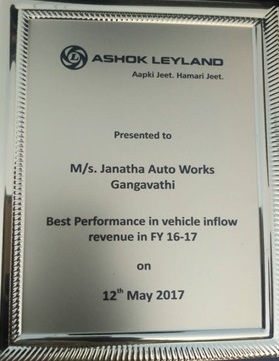 ASHOK LEYLAND
Aapki Jeet. Hamari Jeet.
Presented to
M/s. Janatha Auto Works
Gangavathi
Best Performance in vehicle inflow
revenue in FY 16-17
on
12th May 2017